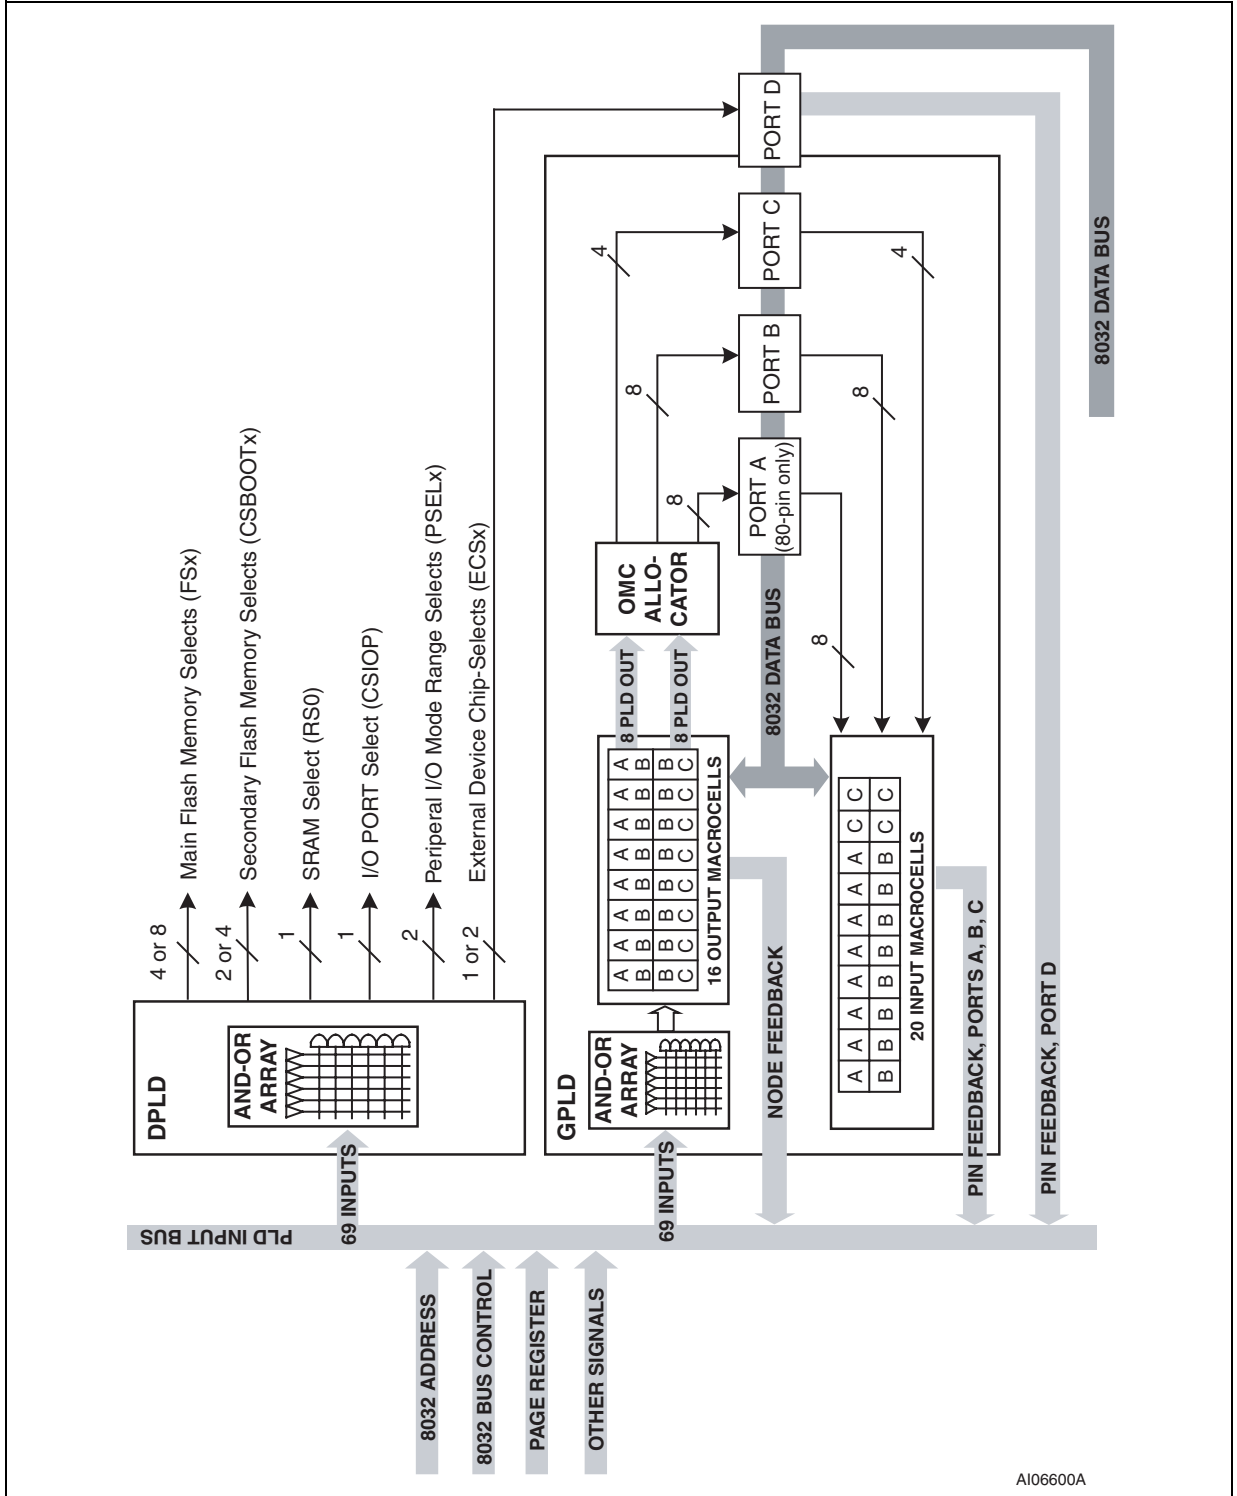 8032 ADDRESS
8032 BUS CONTROL
PAGE REGISTER
OTHER SIGNALS
PLD INPUT BUS
69 INPUTS
69 INPUTS
DPLD
AND-OR
ARRAY
4 or 8
Main Flash Memory Selects (FSx)
2 or 4
Secondary Flash Memory Selects (CSBOOTx)
1
SRAM Select (RS0)
1
I/O PORT Select (CSIOP)
2
Periperal I/O Mode Range Selects (PSELx)
1 or 2
External Device Chip-Selects (ECSx)
GPLD
AND-OR
ARRAY
A A A A A A A A
B B B B B B B B
B B B B B B B B
C C C C C C C C
16 OUTPUT MACROCELLS
8 PLD OUT
8 PLD OUT
OMC
ALLO-
CATOR
4
8
8
PORT D
PORT C
PORT B
PORT A
(80-pin only)
4
8
8
8032 DATA BUS
8032 DATA BUS
A A A A A A A A C C
B B B B B B B B C C
20 INPUT MACROCELLS
NODE FEEDBACK
PIN FEEDBACK, PORTS A, B, C
PIN FEEDBACK, PORT D
AI06600A